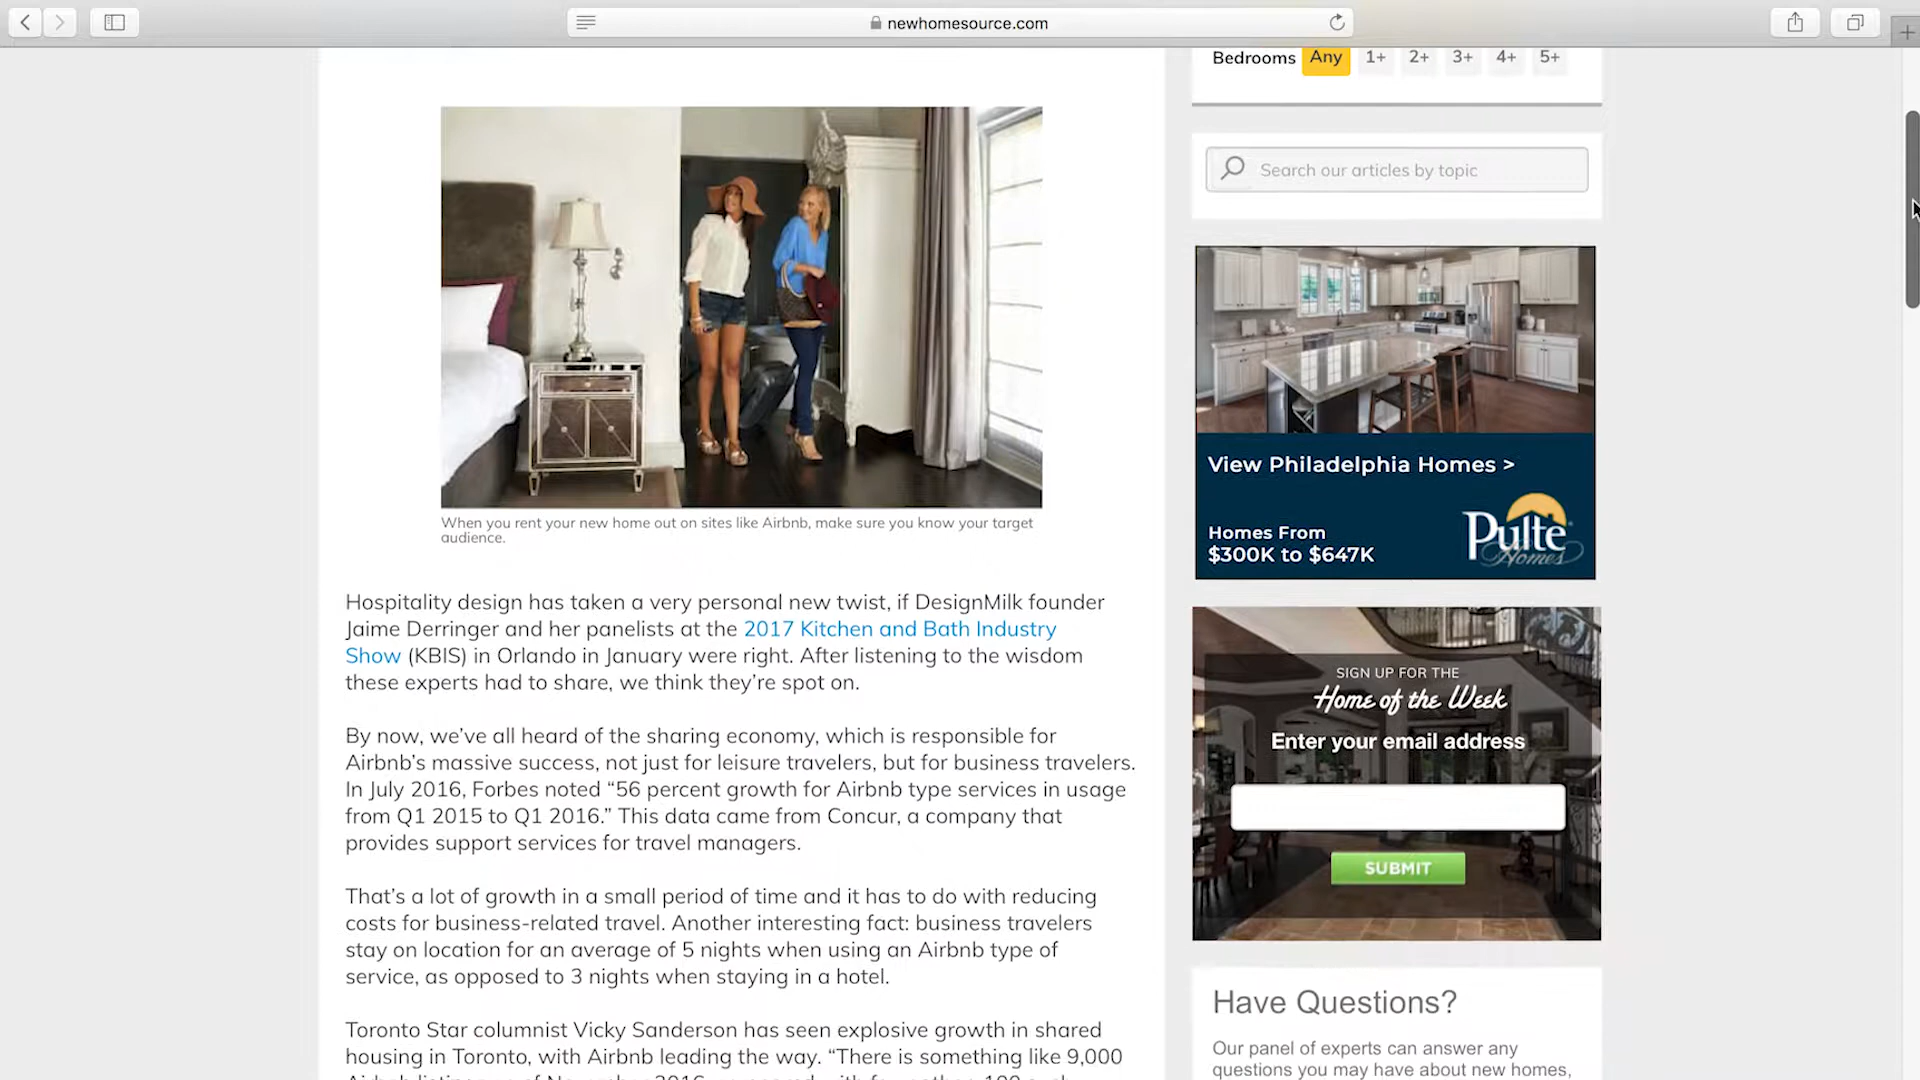 newhomesource.com
Bedrooms Any 1+ 2+ 3+ 4+ 5+
Search our articles by topic
View Philadelphia Homes >
Homes From
$300K to $647K
Pulte
Homes
When you rent your new home out on sites like Airbnb, make sure you know your target
audience.
Hospitality design has taken a very personal new twist, if DesignMilk founder
Jaime Derringer and her panelists at the 2017 Kitchen and Bath Industry
Show (KBIS) in Orlando in January were right. After listening to the wisdom
these experts had to share, we think they’re spot on.
By now, we’ve all heard of the sharing economy, which is responsible for
Airbnb’s massive success, not just for leisure travelers, but for business travelers.
In July 2016, Forbes noted “56 percent growth for Airbnb type services in usage
from Q1 2015 to Q1 2016.” This data came from Concur, a company that
provides support services for travel managers.
That’s a lot of growth in a small period of time and it has to do with reducing
costs for business-related travel. Another interesting fact: business travelers
stay on location for an average of 5 nights when using an Airbnb type of
service, as opposed to 3 nights when staying in a hotel.
Toronto Star columnist Vicky Sanderson has seen explosive growth in shared
housing in Toronto, with Airbnb leading the way. “There is something like 9,000
SIGN UP FOR THE
Home of the Week
Enter your email address
SUBMIT
Have Questions?
Our panel of experts can answer any
questions you may have about new homes,